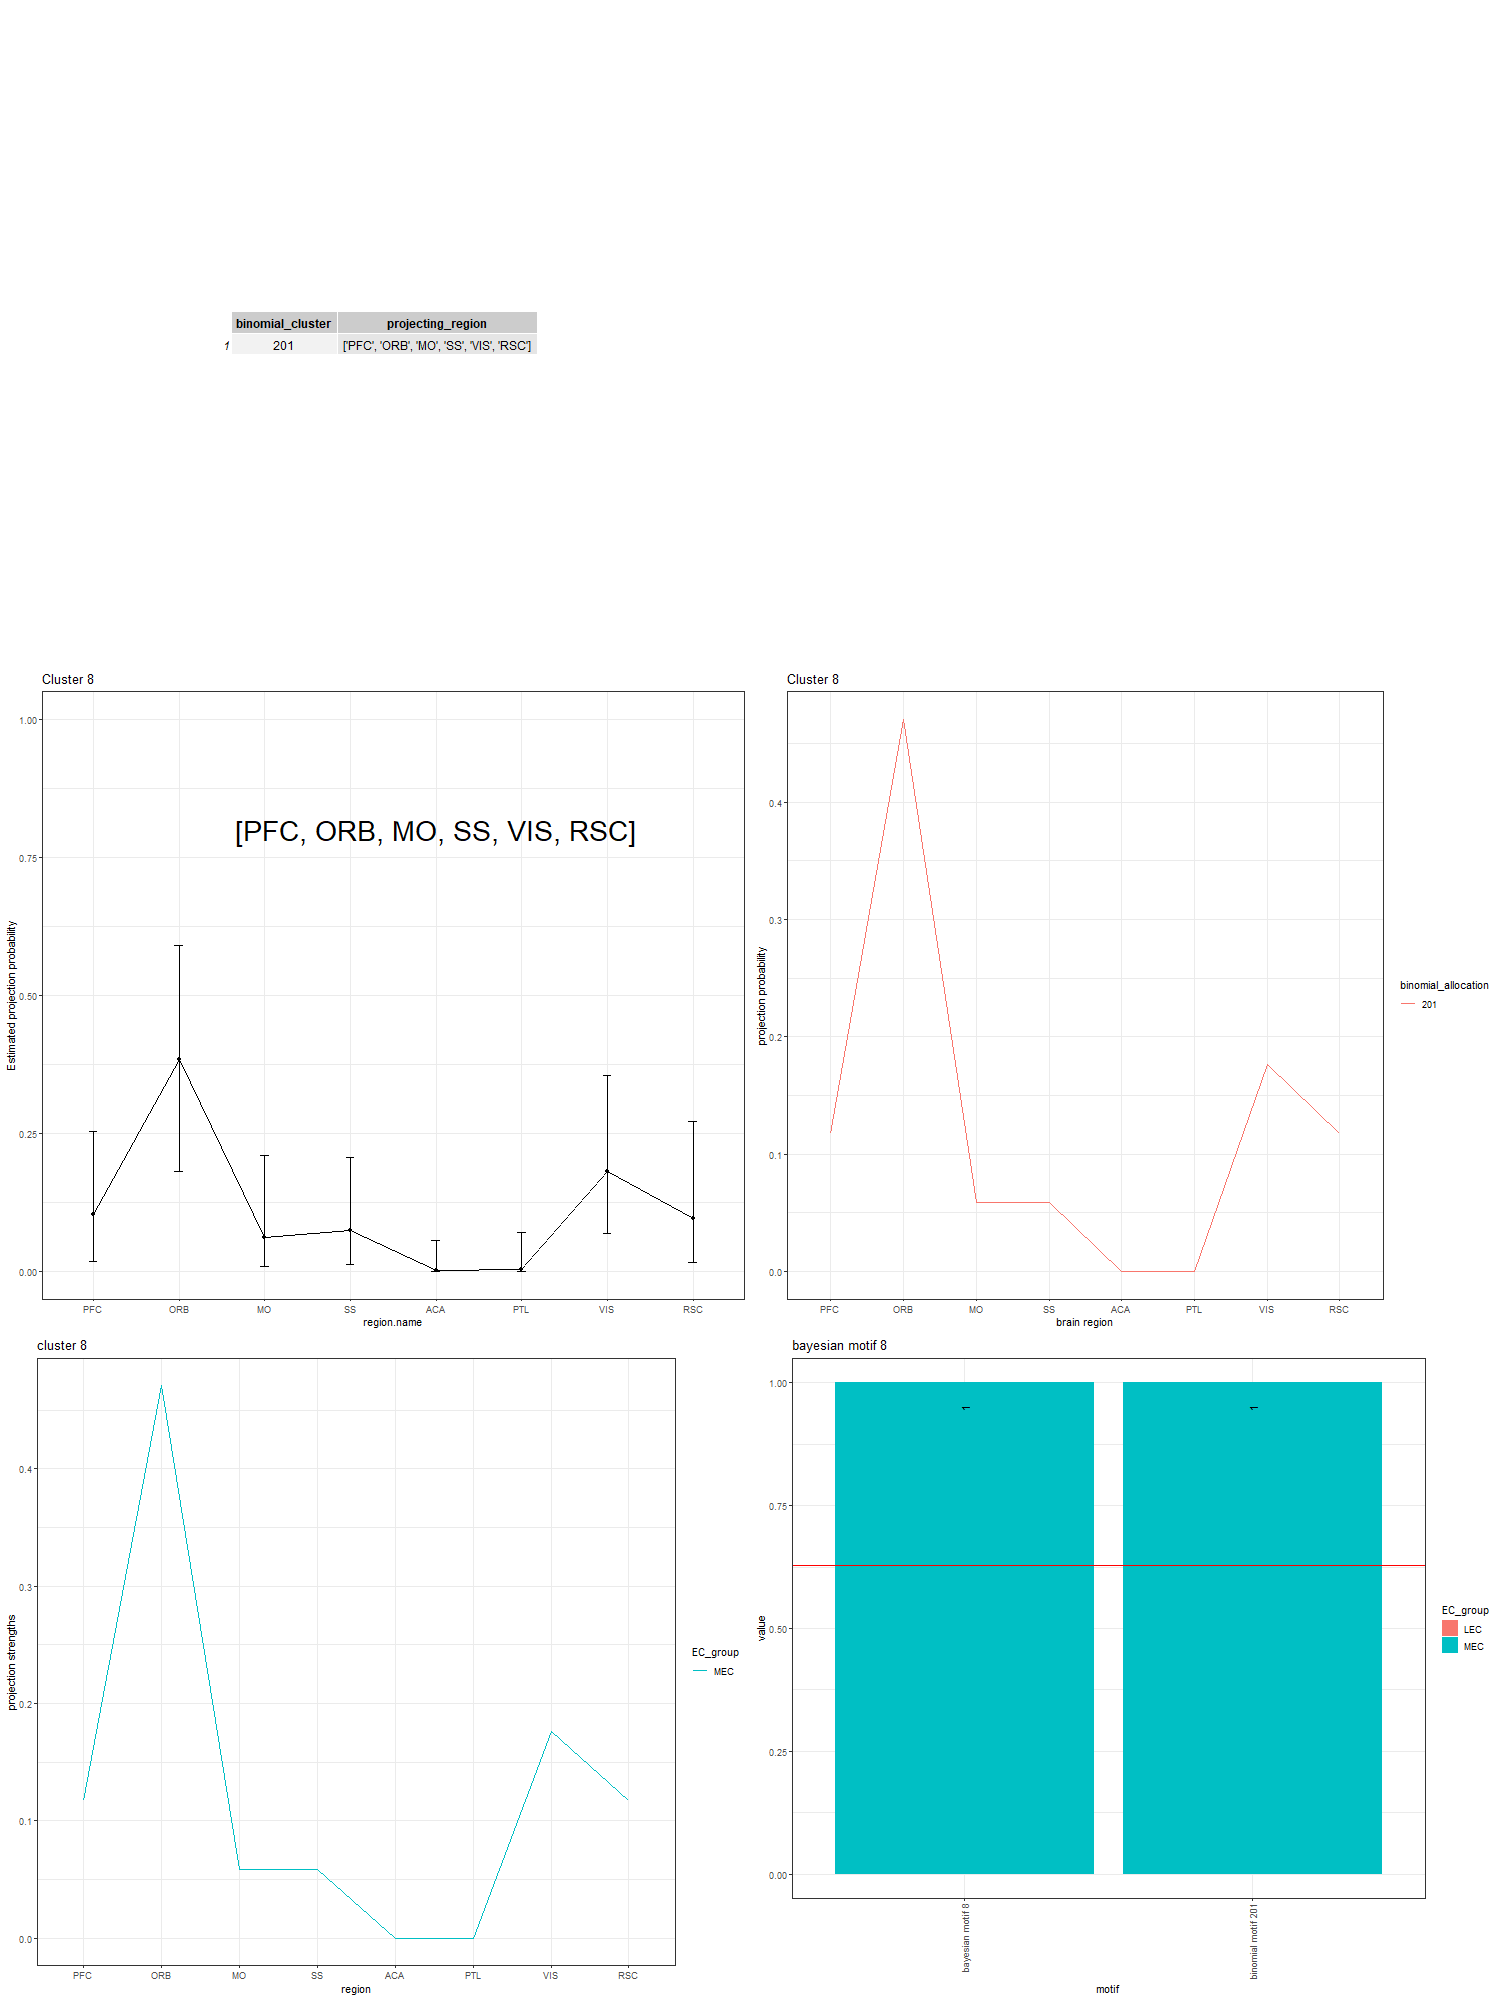 binomial_cluster projecting_region
1 201 ['PFC', 'ORB', 'MO', 'SS', 'VIS', 'RSC']
Cluster 8
1.00
0.75
0.50
0.25
0.00
Estimated projection probability
[PFC, ORB, MO, SS, VIS, RSC]
PFC ORB MO SS ACA PTL VIS RSC
region.name
Cluster 8
0.4
0.3
0.2
0.1
0.0
projection probability
PFC ORB MO SS ACA PTL VIS RSC
brain region
binomial_allocation
201
cluster 8
0.4
0.3
0.2
0.1
0.0
projection strengths
PFC ORB MO SS ACA PTL VIS RSC
region
EC_group
MEC
bayesian motif 8
1.00
0.75
0.50
0.25
0.00
value
1
1
bayesian motif 8
binomial motif 201
motif
EC_group
LEC
MEC